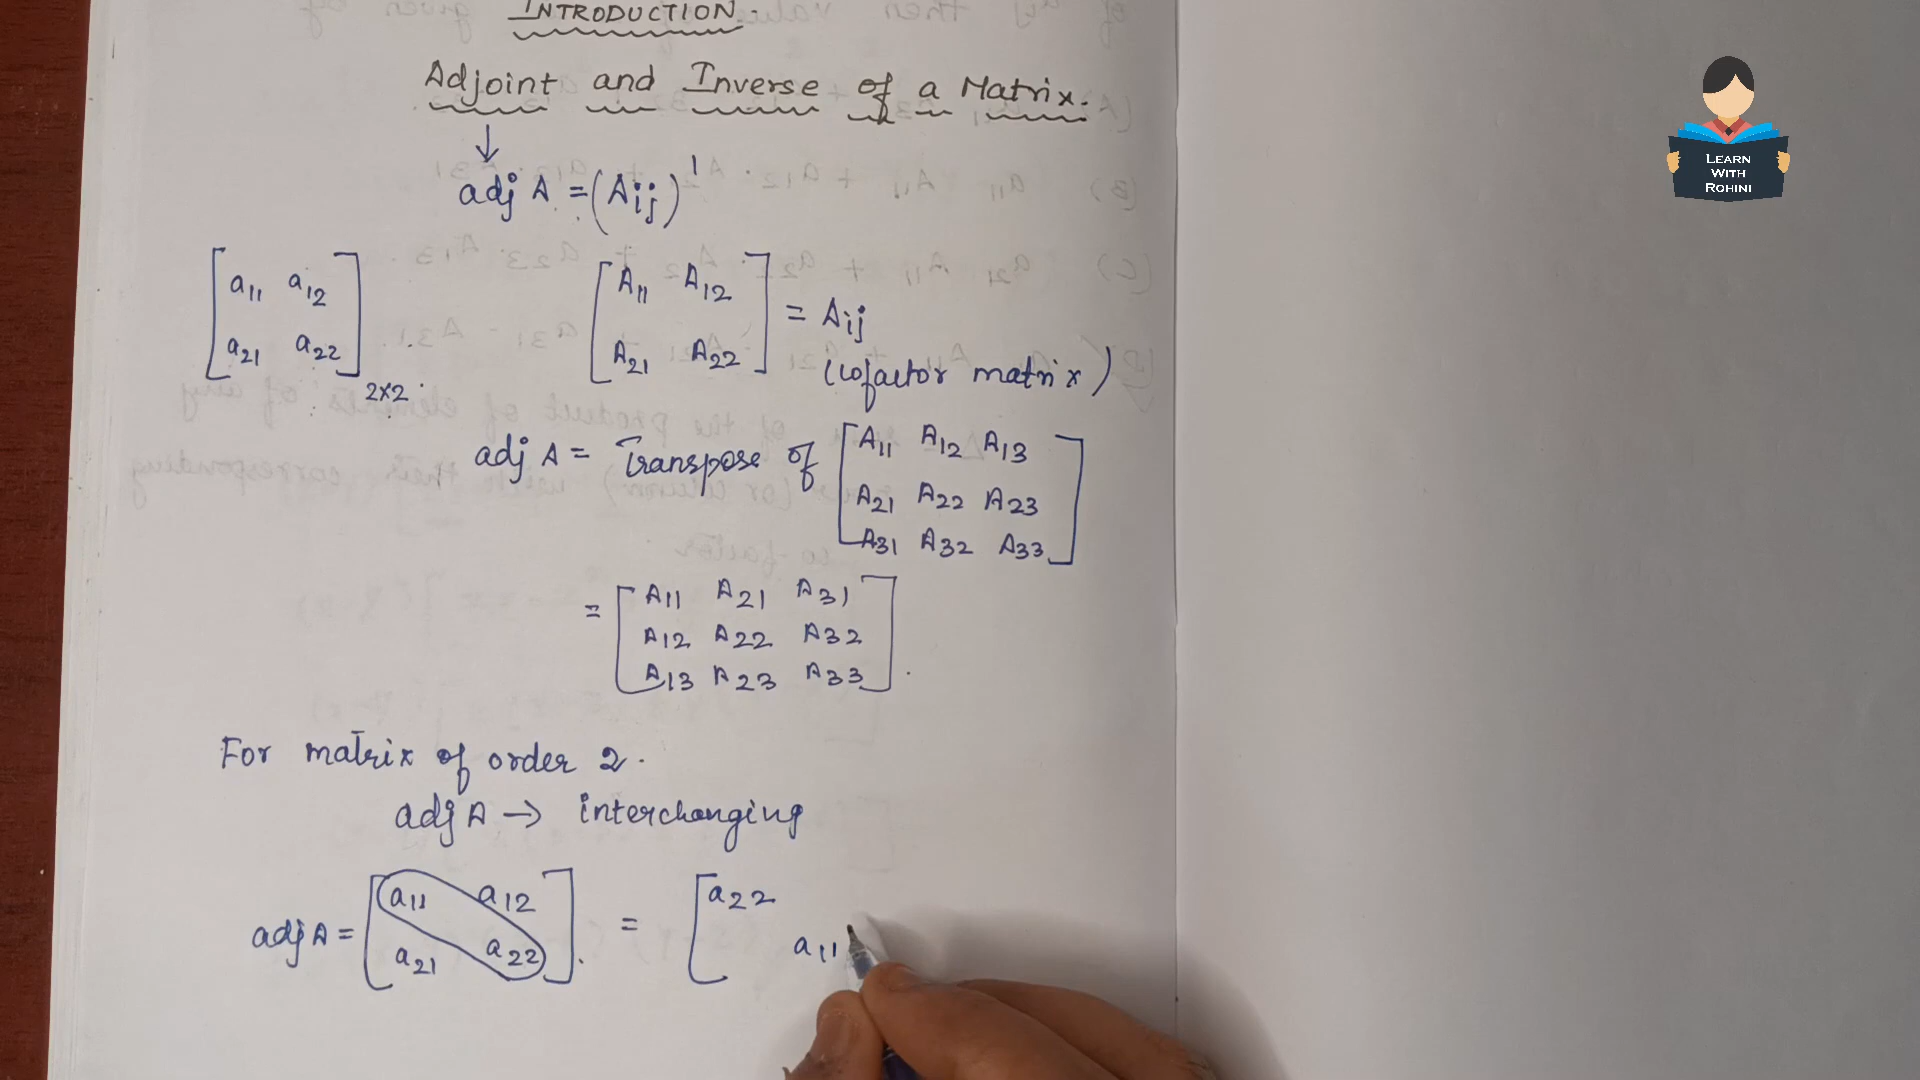 INTRODUCTION.
Adjoint and Inverse of a Matrix.
↓
adj A = (Aij)'
[a11 a12
a21 a22] 2×2.
[A11 A12
A21 A22] = Aij
(cofactor matrix)
adj A = Transpose of [A11 A12 A13
A21 A22 A23
A31 A32 A33]
= [A11 A21 A31
A12 A22 A32
A13 A23 A33].
For matrix of order 2.
adj A → interchanging
adj A = [a11 a12
a21 a22]. = [a22
a11
LEARN
WITH
ROHINI